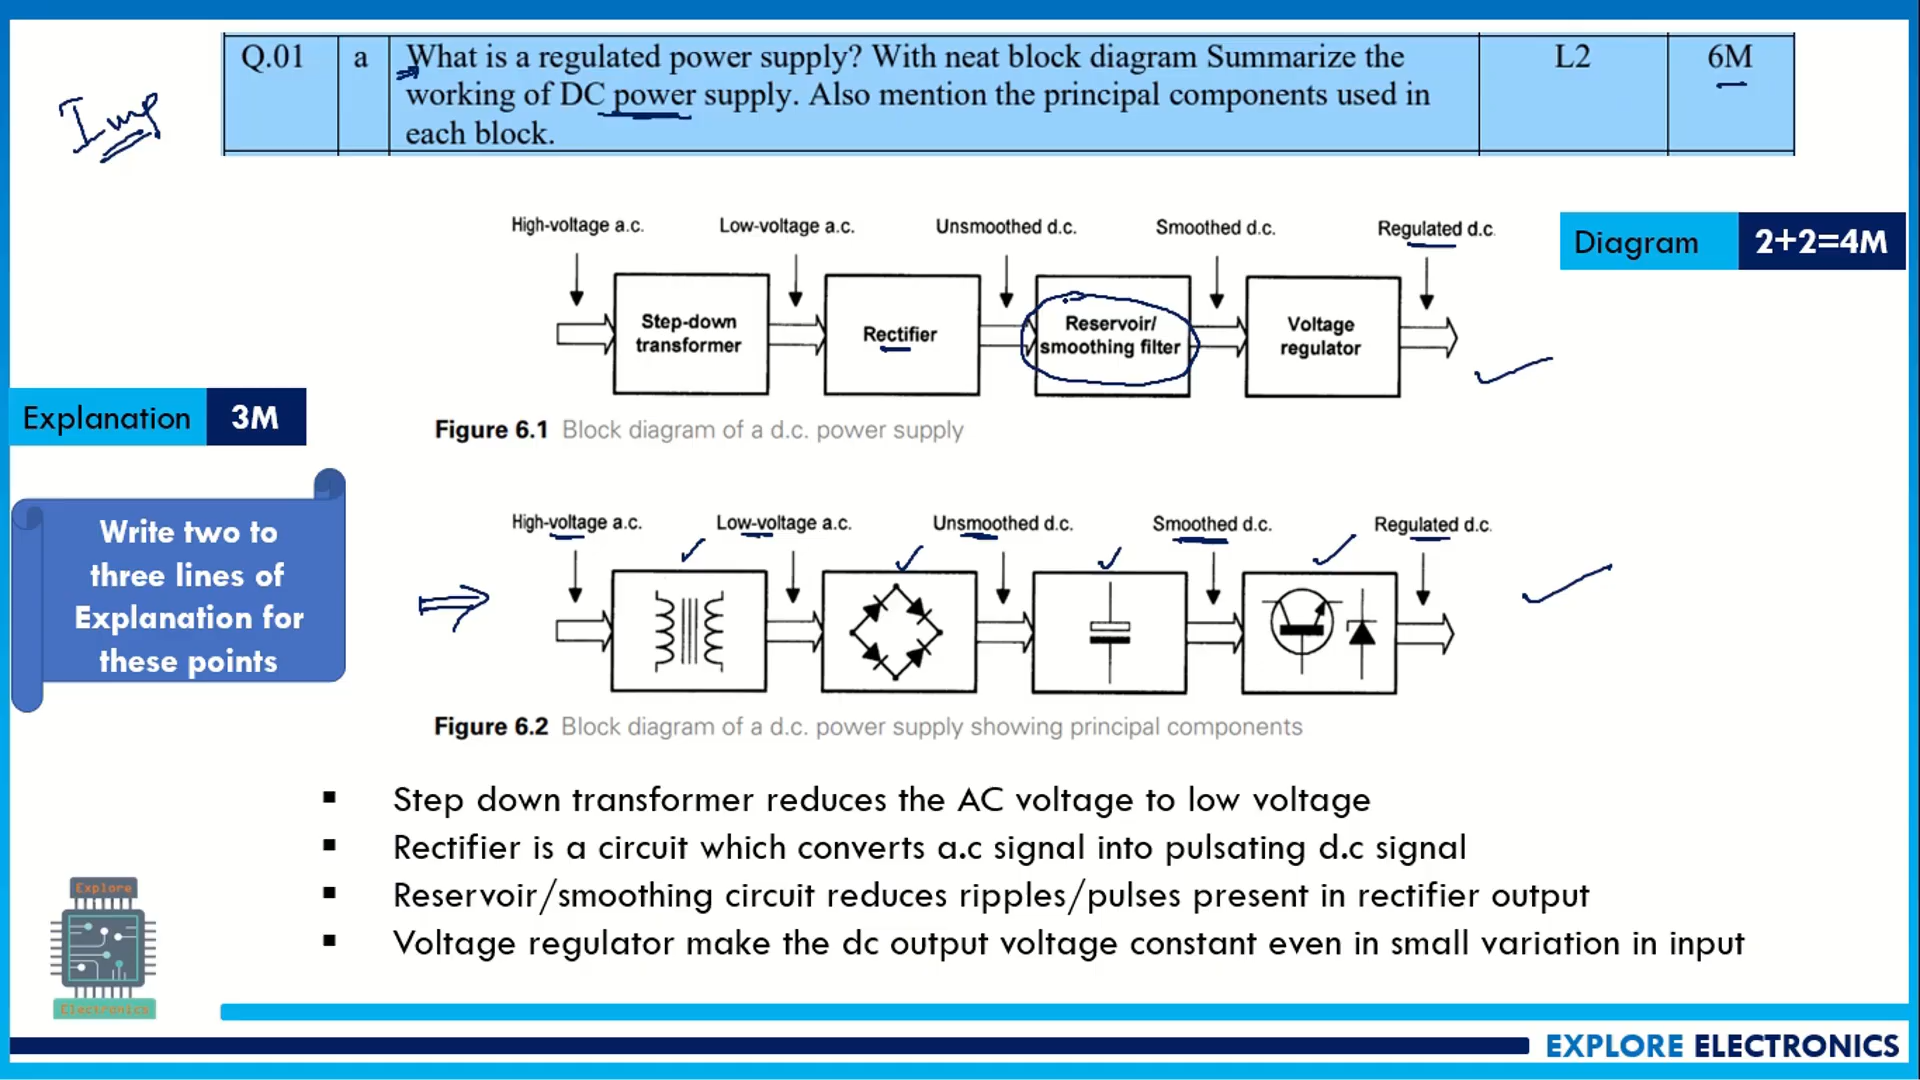 Q.01 a What is a regulated power supply? With neat block diagram Summarize the L2 6M
working of DC power supply. Also mention the principal components used in
each block.
Imp
High-voltage a.c. Low-voltage a.c. Unsmoothed d.c. Smoothed d.c. Regulated d.c.
Diagram 2+2=4M
Step-down
transformer
Rectifier
Reservoir/
smoothing filter
Voltage
regulator
Explanation 3M
Figure 6.1 Block diagram of a d.c. power supply
Write two to
three lines of
Explanation for
these points
High-voltage a.c. Low-voltage a.c. Unsmoothed d.c. Smoothed d.c. Regulated d.c.
Figure 6.2 Block diagram of a d.c. power supply showing principal components
▪ Step down transformer reduces the AC voltage to low voltage
▪ Rectifier is a circuit which converts a.c signal into pulsating d.c signal
▪ Reservoir/smoothing circuit reduces ripples/pulses present in rectifier output
▪ Voltage regulator make the dc output voltage constant even in small variation in input
Explore
Electronics
EXPLORE ELECTRONICS